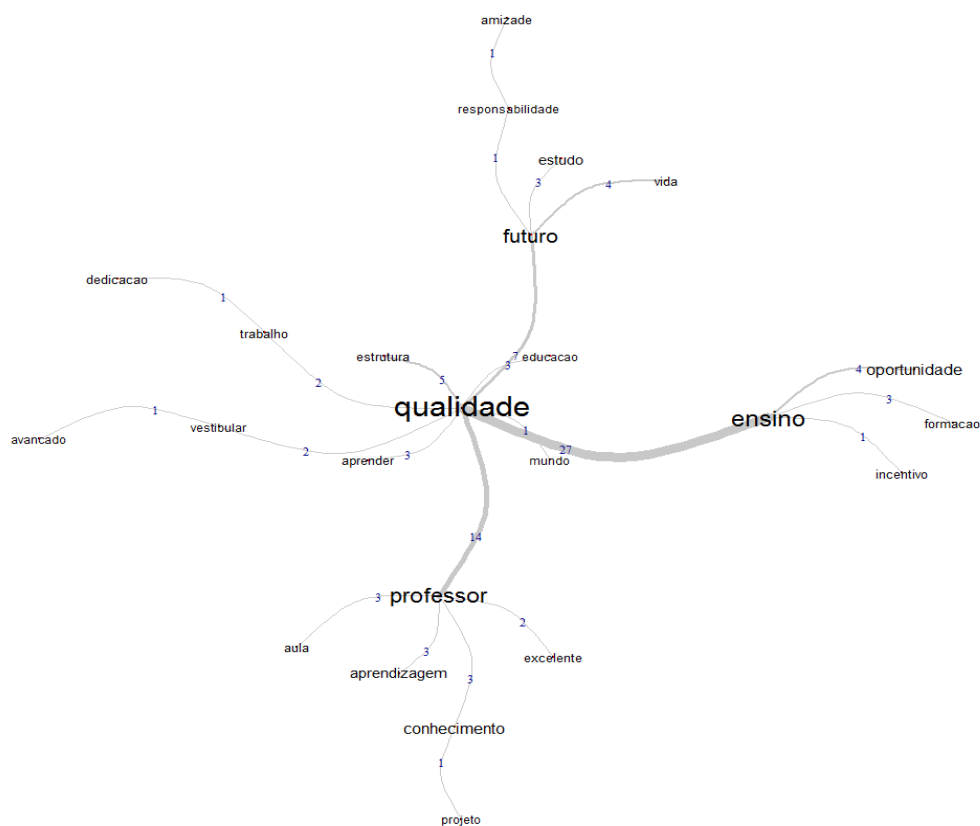 amizade
1
responsabilidade
1
estudo
3
4
vida
futuro
dedicacao
1
trabalho
estrutura
7
educacao
3
5
2
oportunidade
4
qualidade
3
ensino
1
formacao
avancado
vestibular
2
aprender
3
1
27
mundo
1
incentivo
14
professor
3
2
aula
3
excelente
aprendizagem
3
conhecimento
1
projeto